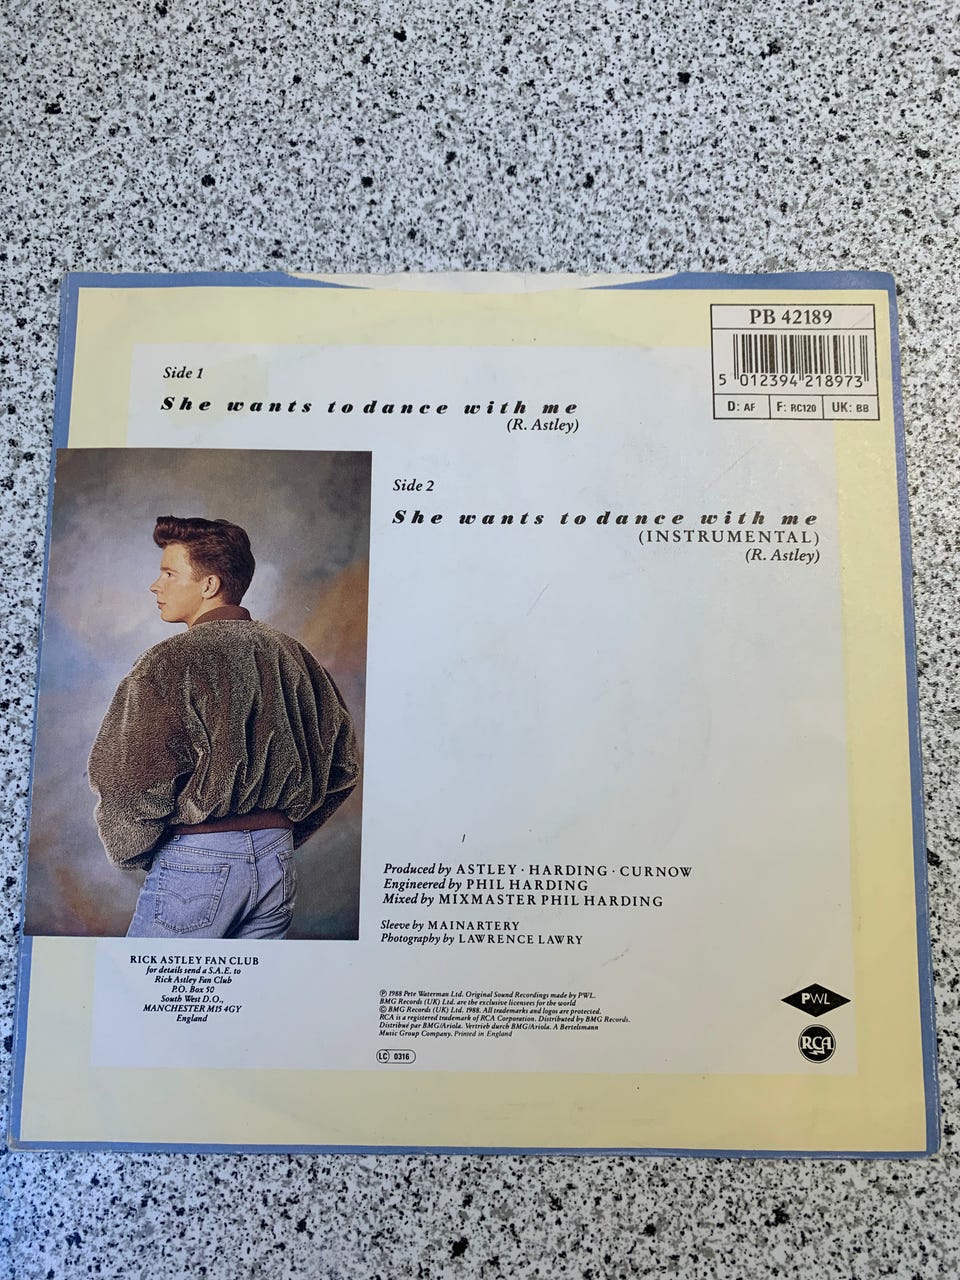 PB 42189
5 012394 218973
D: AF F: RC120 UK: BB
Side 1
She wants to dance with me
(R. Astley)
Side 2
She wants to dance with me
(INSTRUMENTAL)
(R. Astley)
Produced by ASTLEY · HARDING · CURNOW
Engineered by PHIL HARDING
Mixed by MIXMASTER PHIL HARDING
Sleeve by MAINARTERY
Photography by LAWRENCE LAWRY
RICK ASTLEY FAN CLUB
for details send a S.A.E. to
Rick Astley Fan Club
P.O. Box 50
South West D.O.,
MANCHESTER M15 4GY
England
℗ 1988 Pete Waterman Ltd. Original Sound Recordings made by PWL.
BMG Records (UK) Ltd. are the exclusive licensees for the world
© BMG Records (UK) Ltd. 1988. All trademarks and logos are protected.
RCA is a registered trademark of RCA Corporation. Distributed by BMG Records.
Distribué par BMG/Ariola. Vertrieb durch BMG/Ariola. A Bertelsmann
Music Group Company. Printed in England
LC 0316
PWL
RCA